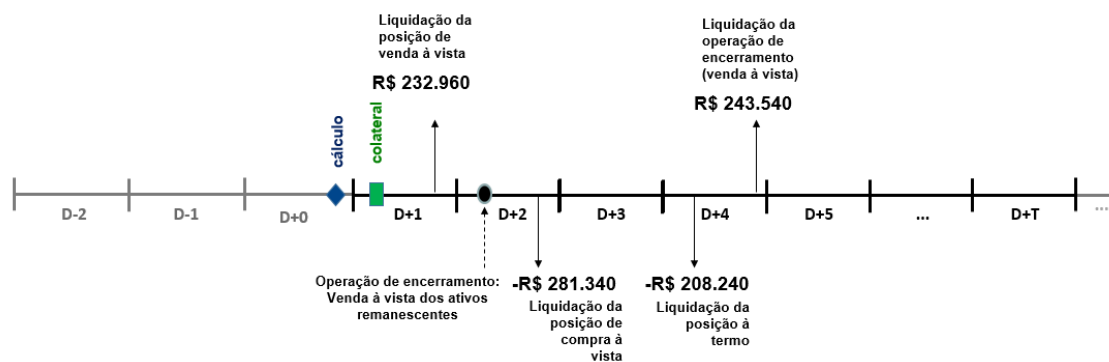 Liquidação da
posição de
venda à vista
R$ 232.960
Liquidação da
operação de
encerramento
(venda à vista)
R$ 243.540
cálculo
colateral
D-2
D-1
D+0
D+1
D+2
D+3
D+4
D+5
...
D+T
...
Operação de encerramento:
Venda à vista dos ativos
remanescentes
-R$ 281.340
Liquidação da
posição de
compra à
vista
-R$ 208.240
Liquidação da
posição à
termo